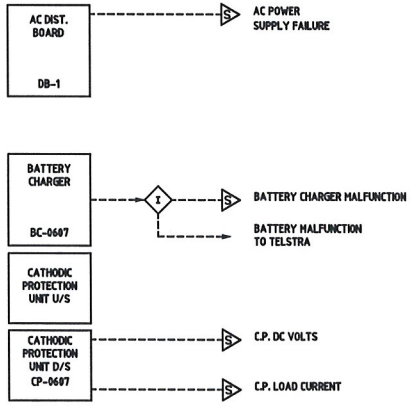 AC DIST.
BOARD
DB-1
S
AC POWER
SUPPLY FAILURE
BATTERY
CHARGER
BC-0607
I
S
BATTERY CHARGER MALFUNCTION
BATTERY MALFUNCTION
TO TELSTRA
CATHODIC
PROTECTION
UNIT U/S
CATHODIC
PROTECTION
UNIT D/S
CP-0607
S
C.P. DC VOLTS
S
C.P. LOAD CURRENT